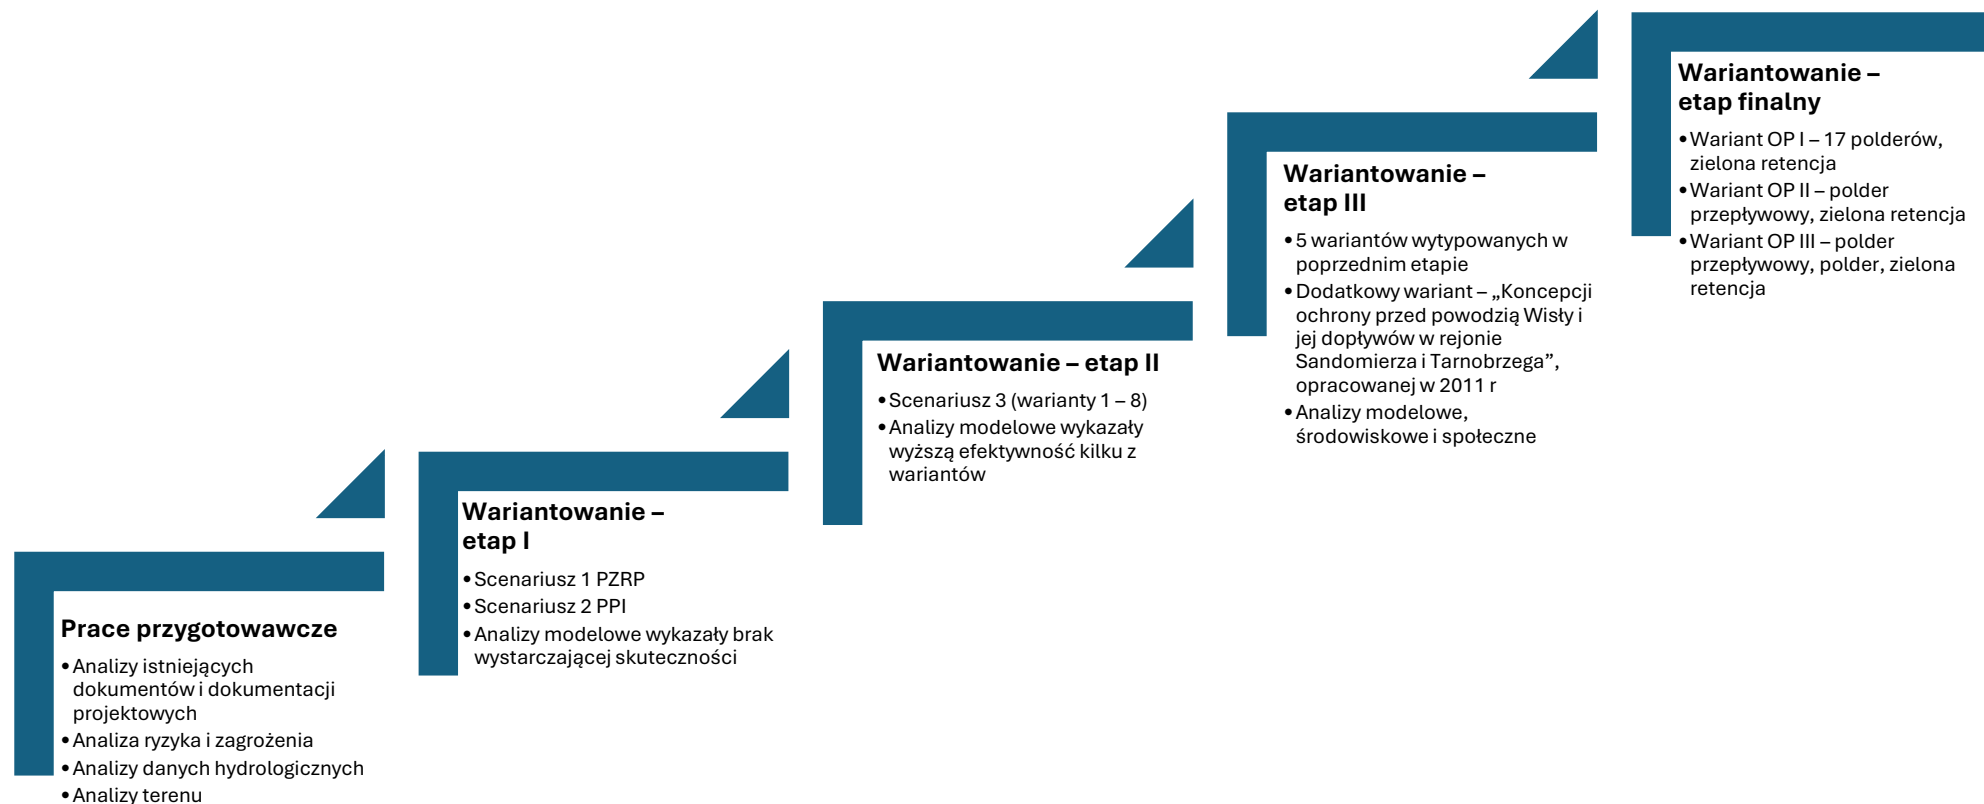 Prace przygotowawcze
•Analizy istniejących
dokumentów i dokumentacji
projektowych
•Analiza ryzyka i zagrożenia
•Analizy danych hydrologicznych
•Analizy terenu
Wariantowanie –
etap I
•Scenariusz 1 PZRP
•Scenariusz 2 PPI
•Analizy modelowe wykazały brak
wystarczającej skuteczności
Wariantowanie – etap II
•Scenariusz 3 (warianty 1 – 8)
•Analizy modelowe wykazały
wyższą efektywność kilku z
wariantów
Wariantowanie –
etap III
•5 wariantów wytypowanych w
poprzednim etapie
•Dodatkowy wariant – „Koncepcji
ochrony przed powodzią Wisły i
jej dopływów w rejonie
Sandomierza i Tarnobrzega”,
opracowanej w 2011 r
•Analizy modelowe,
środowiskowe i społeczne
Wariantowanie –
etap finalny
•Wariant OP I – 17 polderów,
zielona retencja
•Wariant OP II – polder
przepływowy, zielona retencja
•Wariant OP III – polder
przepływowy, polder, zielona
retencja